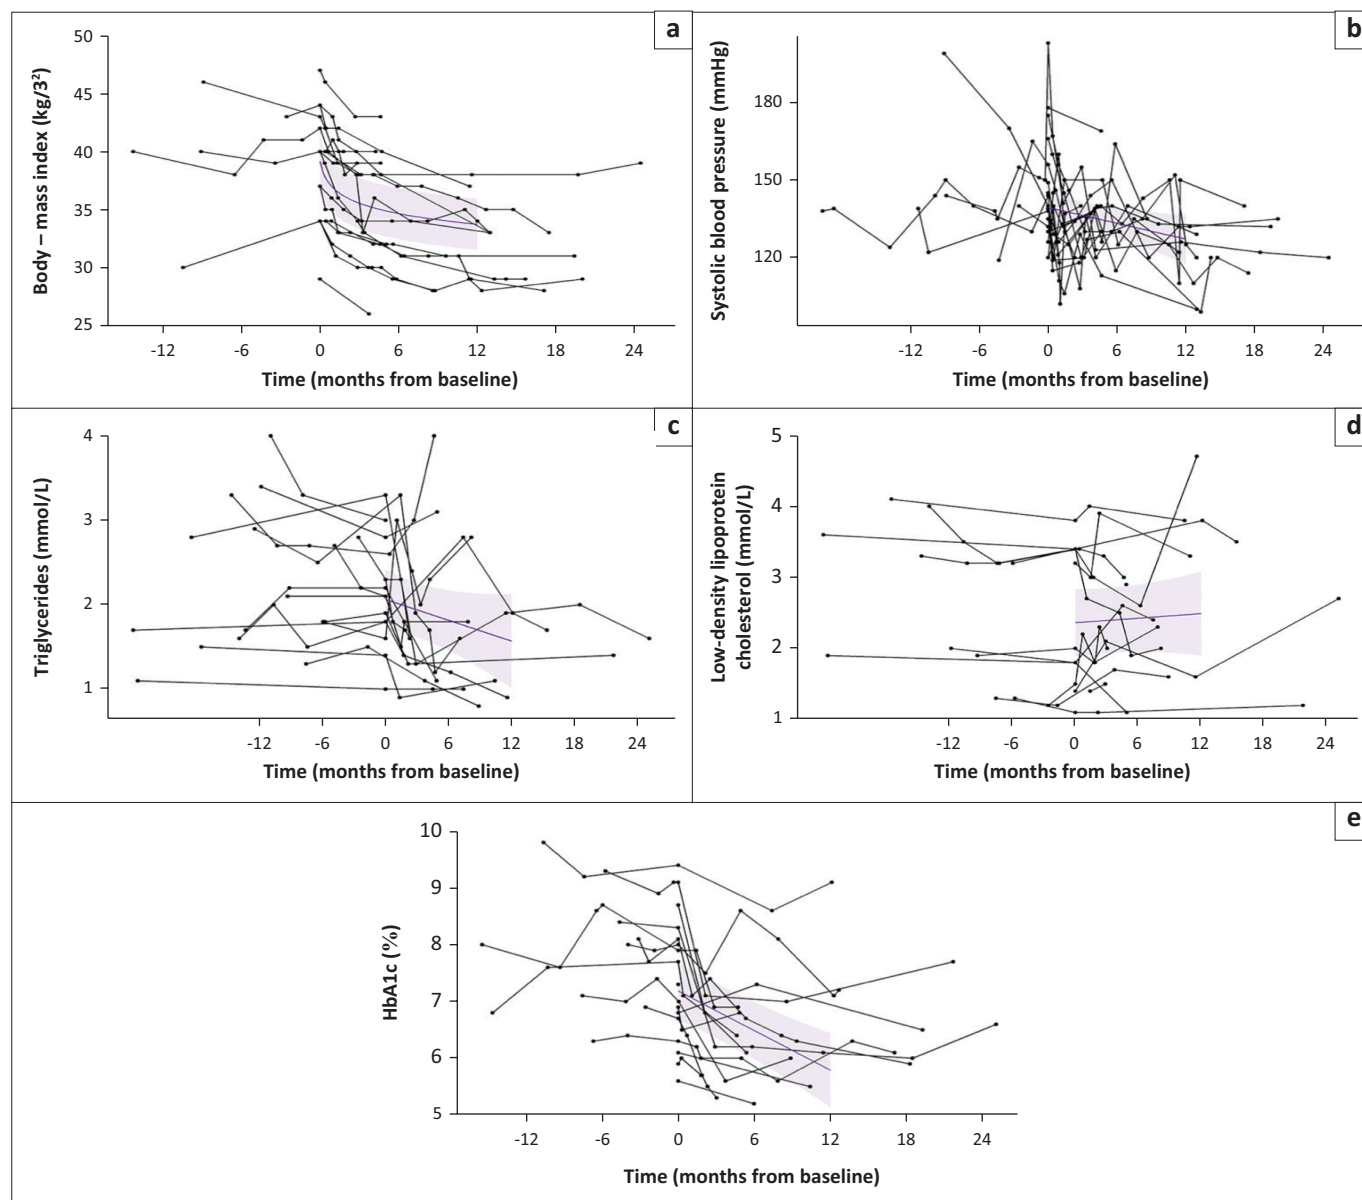 a
Body – mass index (kg/3²)
50
45
40
35
30
25
-12 -6 0 6 12 18 24
Time (months from baseline)
b
Systolic blood pressure (mmHg)
180
150
120
-12 -6 0 6 12 18 24
Time (months from baseline)
c
Triglycerides (mmol/L)
4
3
2
1
-12 -6 0 6 12 18 24
Time (months from baseline)
d
Low-density lipoprotein
cholesterol (mmol/L)
5
4
3
2
1
-12 -6 0 6 12 18 24
Time (months from baseline)
e
HbA1c (%)
10
9
8
7
6
5
-12 -6 0 6 12 18 24
Time (months from baseline)